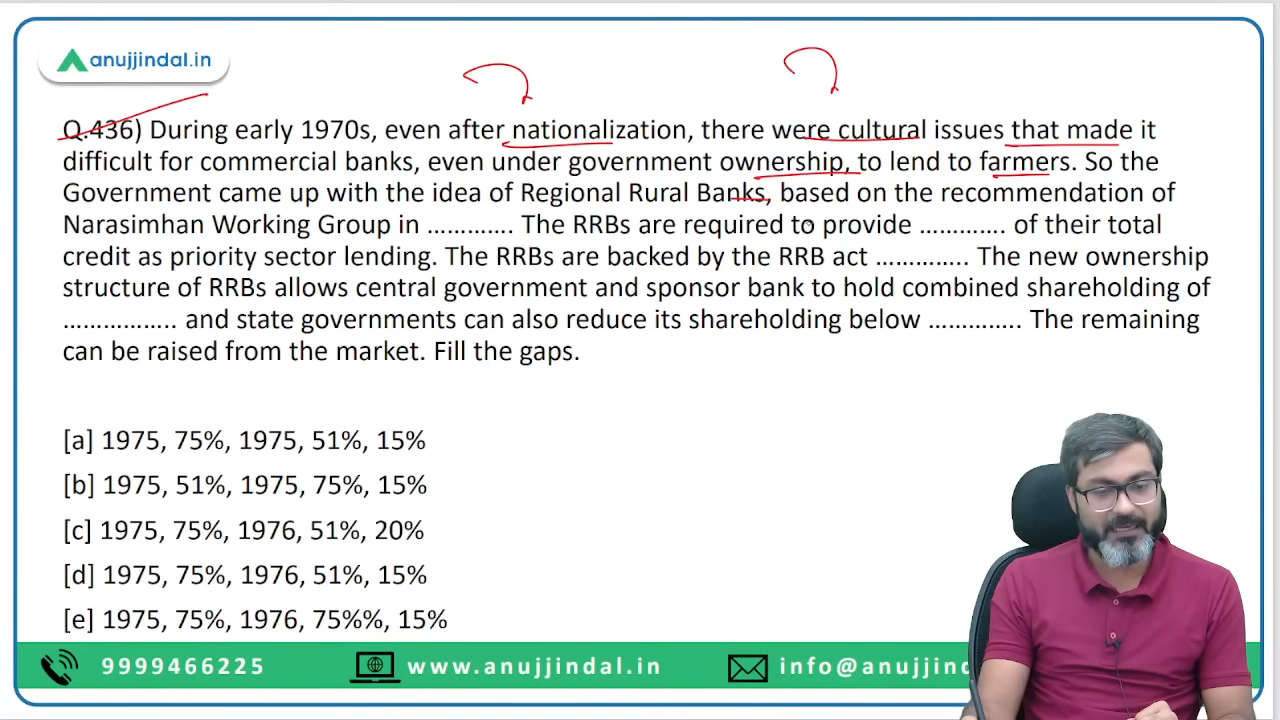 anujjindal.in
Q.436) During early 1970s, even after nationalization, there were cultural issues that made it
difficult for commercial banks, even under government ownership, to lend to farmers. So the
Government came up with the idea of Regional Rural Banks, based on the recommendation of
Narasimhan Working Group in …………. The RRBs are required to provide …………. of their total
credit as priority sector lending. The RRBs are backed by the RRB act ………….. The new ownership
structure of RRBs allows central government and sponsor bank to hold combined shareholding of
…………….. and state governments can also reduce its shareholding below ………….. The remaining
can be raised from the market. Fill the gaps.
[a] 1975, 75%, 1975, 51%, 15%
[b] 1975, 51%, 1975, 75%, 15%
[c] 1975, 75%, 1976, 51%, 20%
[d] 1975, 75%, 1976, 51%, 15%
[e] 1975, 75%, 1976, 75%%, 15%
9999466225
www.anujjindal.in
info@anujjind